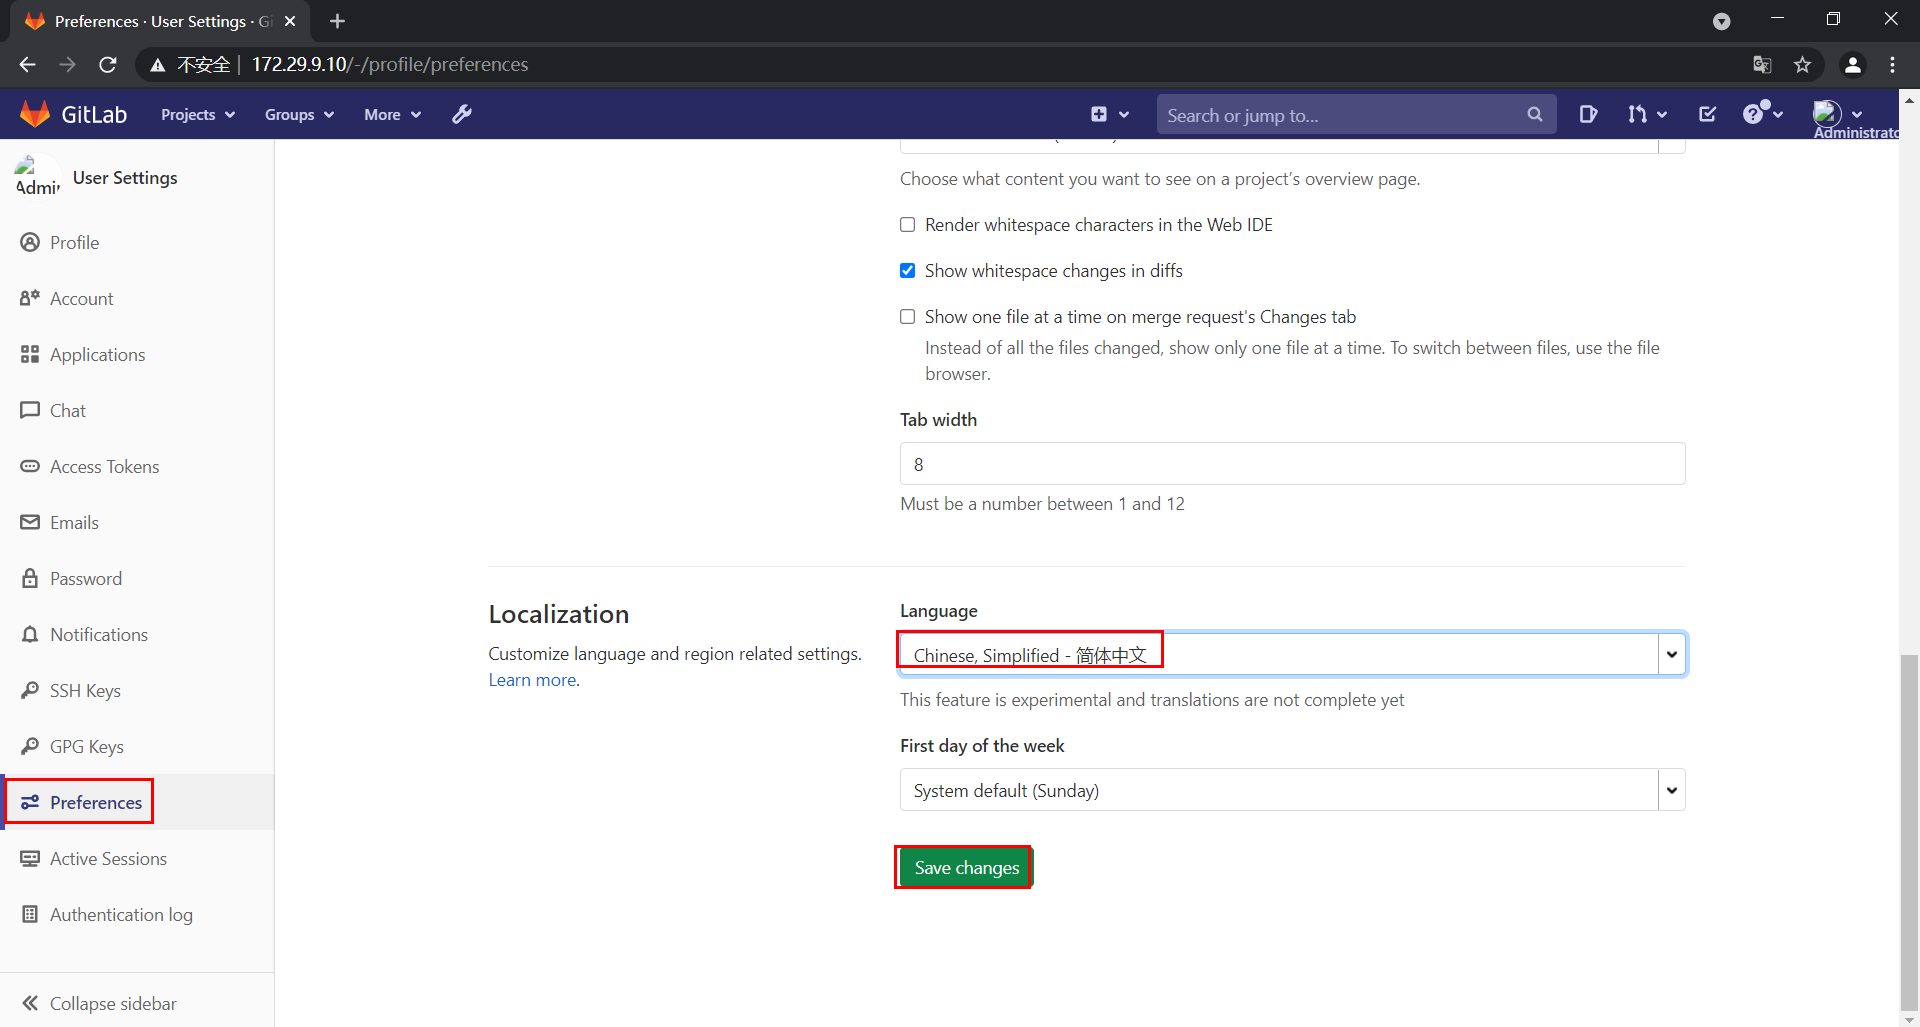 Preferences · User Settings · Gi
不安全 | 172.29.9.10/-/profile/preferences
GitLab Projects Groups More Search or jump to... Administrato
Admi User Settings
Profile
Account
Applications
Chat
Access Tokens
Emails
Password
Notifications
SSH Keys
GPG Keys
Preferences
Active Sessions
Authentication log
Collapse sidebar
Choose what content you want to see on a project's overview page.
Render whitespace characters in the Web IDE
Show whitespace changes in diffs
Show one file at a time on merge request's Changes tab
Instead of all the files changed, show only one file at a time. To switch between files, use the file
browser.
Tab width
8
Must be a number between 1 and 12
Localization
Customize language and region related settings.
Learn more.
Language
Chinese, Simplified - 简体中文
This feature is experimental and translations are not complete yet
First day of the week
System default (Sunday)
Save changes